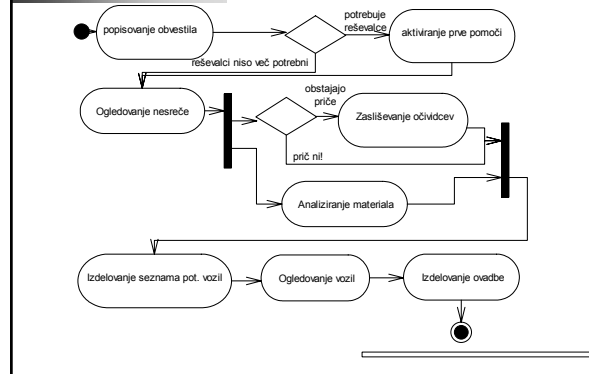 popisovanje obvestila
potrebuje
reševalce
aktiviranje prve pomoči
reševalci niso več potrebni
Ogledovanje nesreče
obstajajo
priče
Zasliševanje očividcev
prič ni!
Analiziranje materiala
Izdelovanje seznama pot. vozil
Ogledovanje vozil
Izdelovanje ovadbe